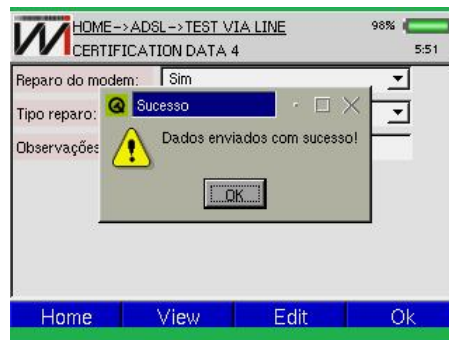 HOME->ADSL->TEST VIA LINE
98%
CERTIFICATION DATA 4
5:51
Reparo do modem:
Sim
Tipo reparo:
Sucesso
Observações
Dados enviados com sucesso!
OK
Home
View
Edit
Ok